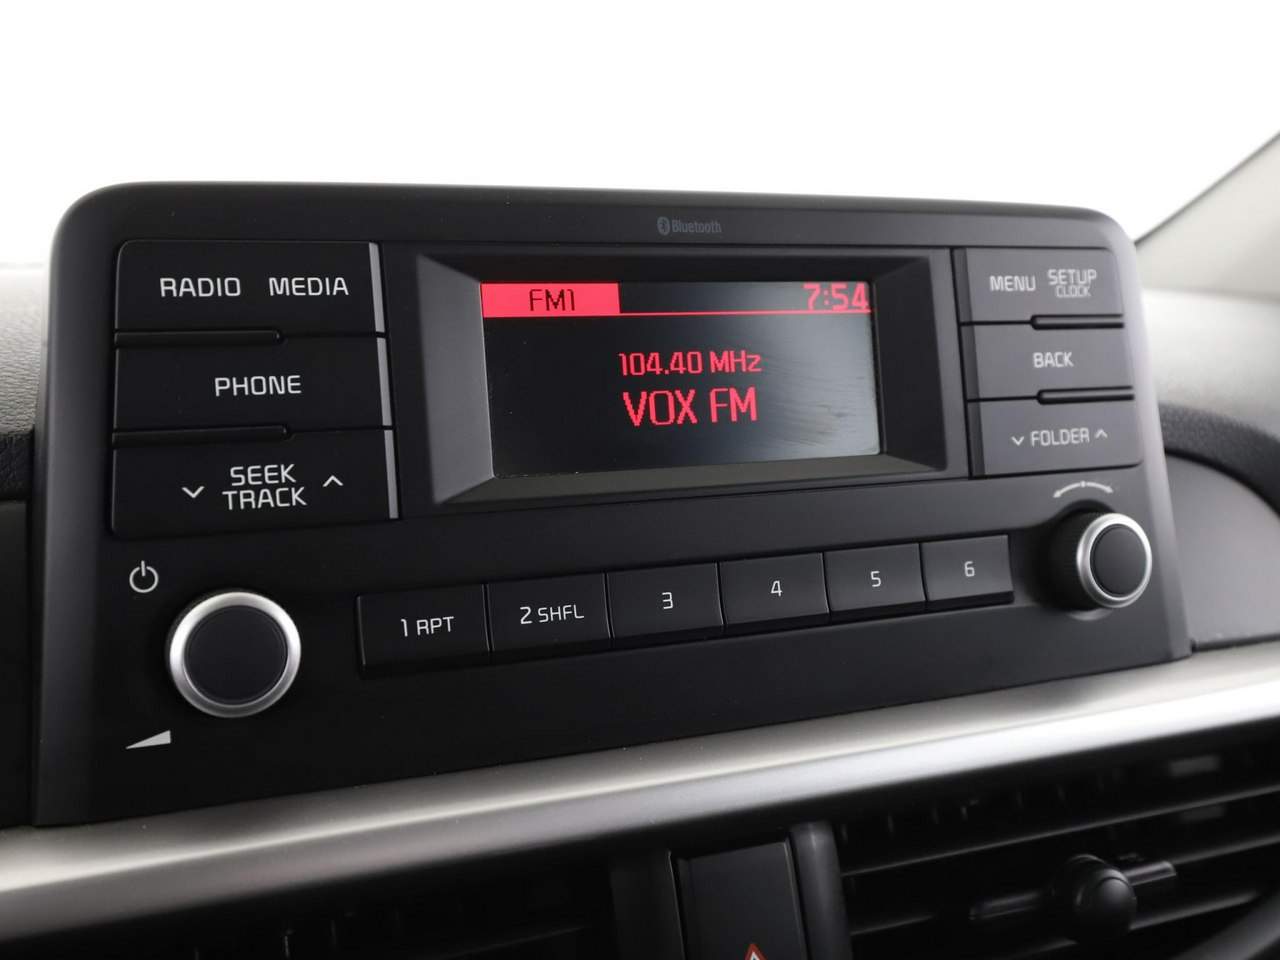 Bluetooth
RADIO MEDIA
PHONE
SEEK
TRACK
FM1 7:54
104.40 MHz
VOX FM
MENU SETUP
CLOCK
BACK
FOLDER
1 RPT 2 SHFL 3 4 5 6